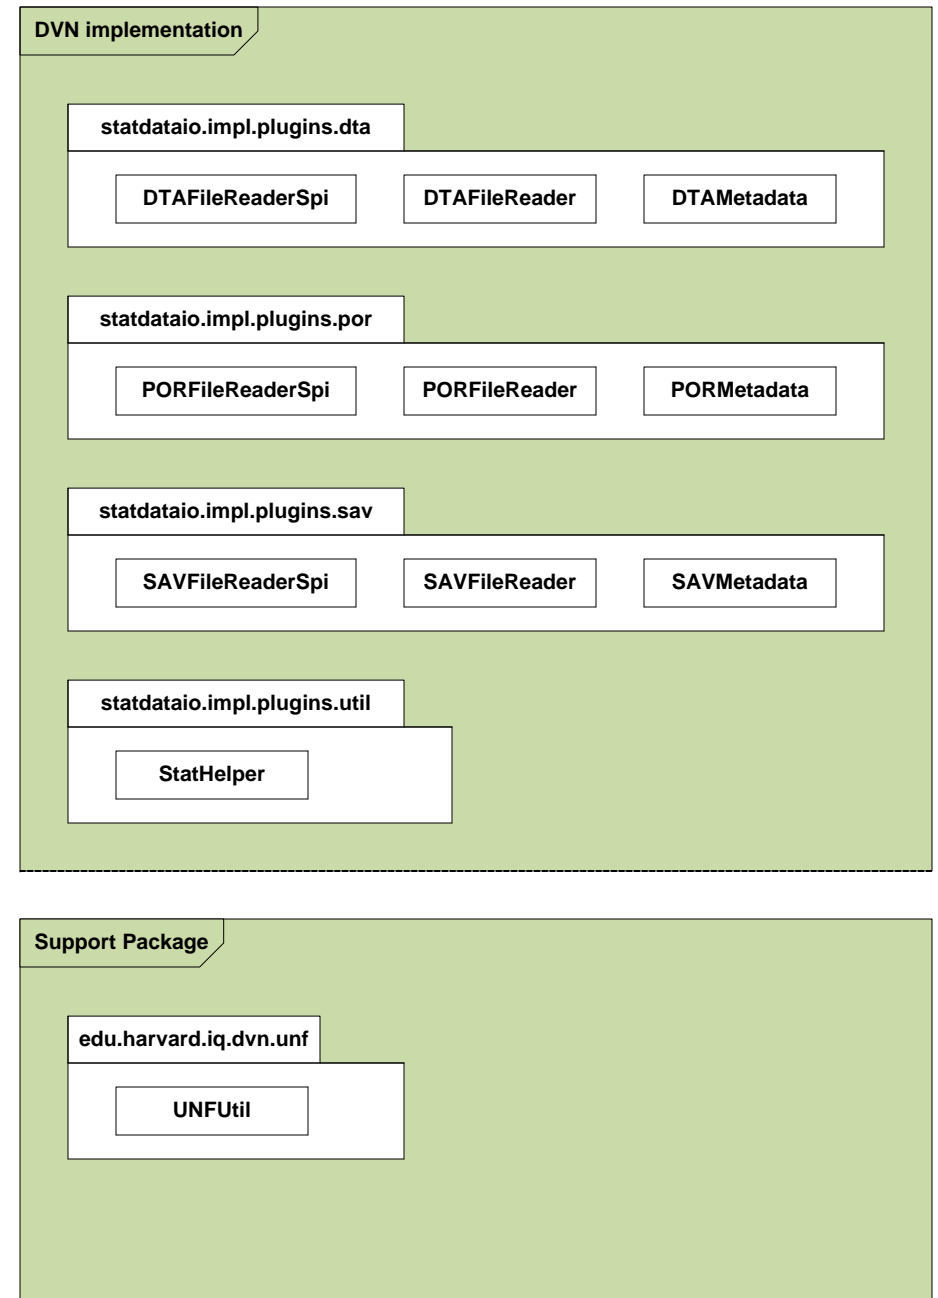 DVN implementation
statdataio.impl.plugins.dta
DTAFileReaderSpi DTAFileReader DTAMetadata
statdataio.impl.plugins.por
PORFileReaderSpi PORFileReader PORMetadata
statdataio.impl.plugins.sav
SAVFileReaderSpi SAVFileReader SAVMetadata
statdataio.impl.plugins.util
StatHelper
Support Package
edu.harvard.iq.dvn.unf
UNFUtil